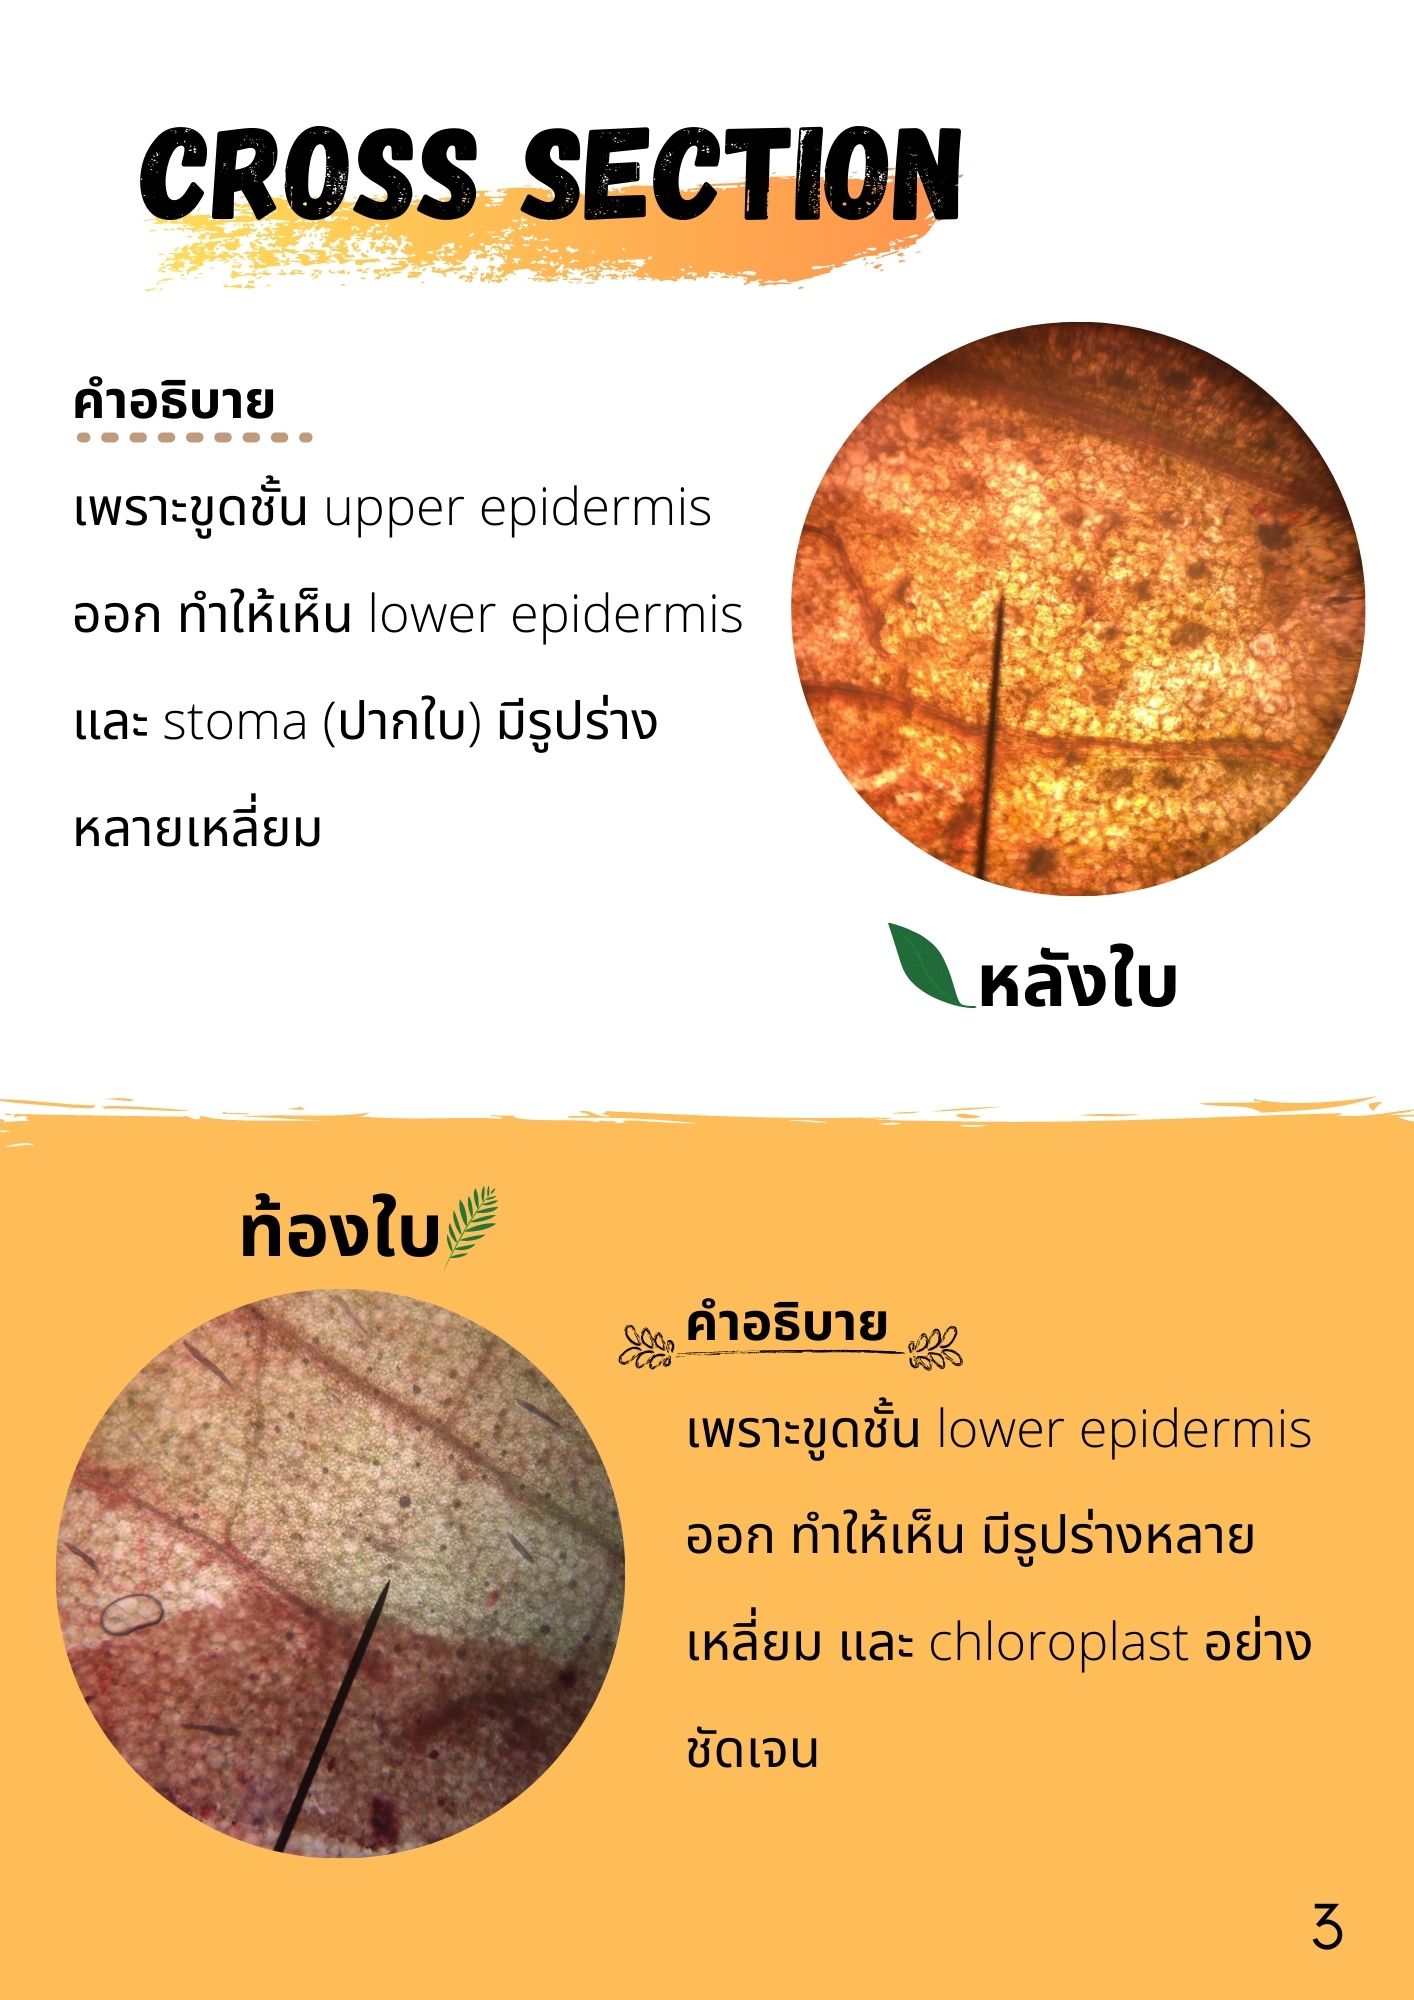 CROSS SECTION
คำอธิบาย
เพราะขูดชั้น upper epidermis
ออก ทำให้เห็น lower epidermis
และ stoma (ปากใบ) มีรูปร่าง
หลายเหลี่ยม
หลังใบ
ท้องใบ
คำอธิบาย
เพราะขูดชั้น lower epidermis
ออก ทำให้เห็น มีรูปร่างหลาย
เหลี่ยม และ chloroplast อย่าง
ชัดเจน
3